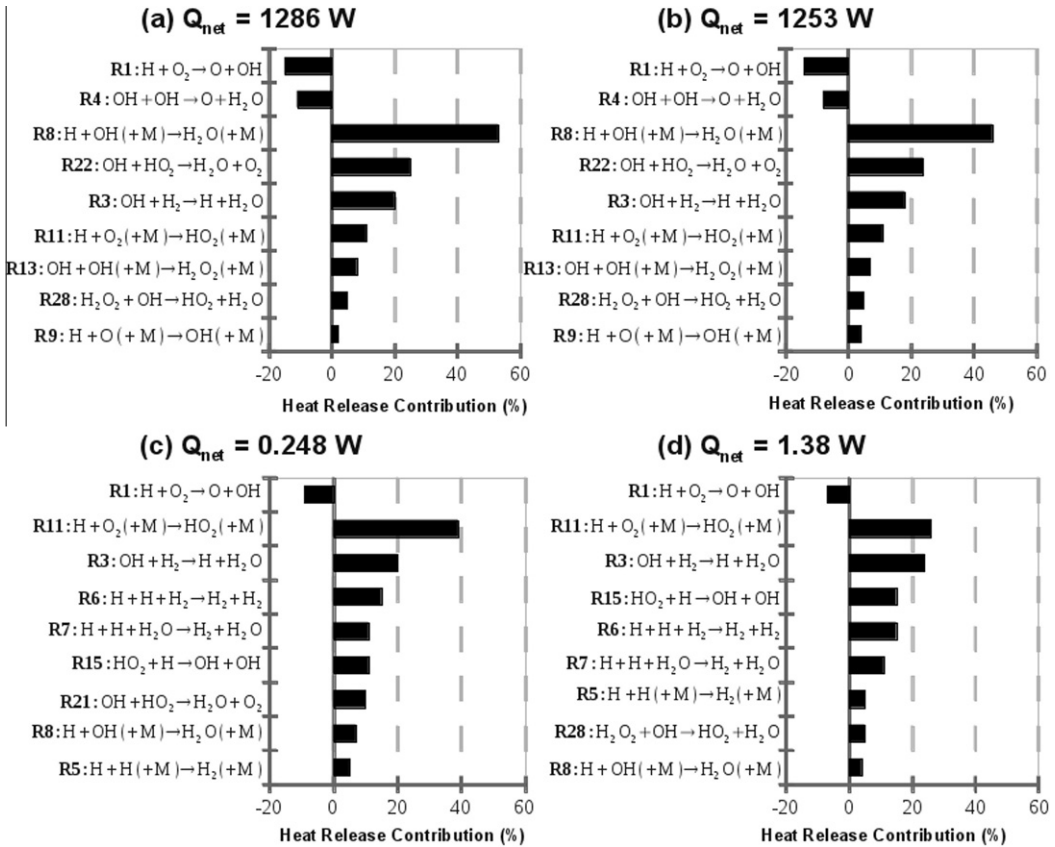 (a) Qnet = 1286 W
R1:H + O₂→O + OH
R4:OH + OH →O + H₂O
R8:H + OH (+ M)→H₂O (+ M)
R22:OH + HO₂→H₂O + O₂
R3:OH + H₂→H + H₂O
R11:H + O₂(+ M)→HO₂(+ M)
R13:OH + OH (+ M)→H₂O₂(+ M)
R28:H₂O₂ + OH→HO₂ + H₂O
R9:H + O (+ M)→OH (+ M)
-20 0 20 40 60
Heat Release Contribution (%)
(b) Qnet = 1253 W
R1:H + O₂→O + OH
R4:OH + OH →O + H₂O
R8:H + OH (+ M)→H₂O (+ M)
R22:OH + HO₂→H₂O + O₂
R3:OH + H₂→H + H₂O
R11:H + O₂(+ M)→HO₂(+ M)
R13:OH + OH (+ M)→H₂O₂(+ M)
R28:H₂O₂ + OH→HO₂ + H₂O
R9:H + O (+ M)→OH (+ M)
-20 0 20 40 60
Heat Release Contribution (%)
(c) Qnet = 0.248 W
R1:H + O₂→O + OH
R11:H + O₂(+ M)→HO₂(+ M)
R3:OH + H₂→H + H₂O
R6:H + H + H₂→H₂ + H₂
R7:H + H + H₂O→H₂ + H₂O
R15:HO₂ + H→OH + OH
R21:OH + HO₂→H₂O + O₂
R8:H + OH (+ M)→H₂O (+ M)
R5:H + H (+ M)→H₂(+ M)
-20 0 20 40 60
Heat Release Contribution (%)
(d) Qnet = 1.38 W
R1:H + O₂→O + OH
R11:H + O₂(+ M)→HO₂(+ M)
R3:OH + H₂→H + H₂O
R15:HO₂ + H→OH + OH
R6:H + H + H₂→H₂ + H₂
R7:H + H + H₂O→H₂ + H₂O
R5:H + H (+ M)→H₂(+ M)
R28:H₂O₂ + OH→HO₂ + H₂O
R8:H + OH (+ M)→H₂O (+ M)
-20 0 20 40 60
Heat Release Contribution (%)